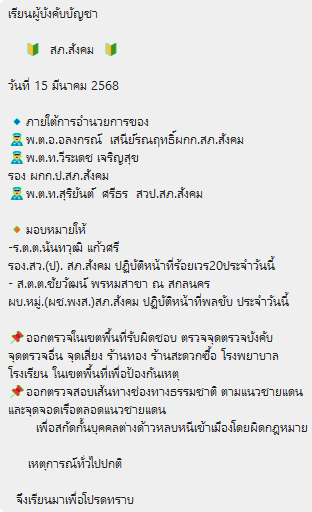 เรียนผู้บังคับบัญชา
🔰 สภ.สังคม 🔰
วันที่ 15 มีนาคม 2568
🔹ภายใต้การอำนวยการของ
👮‍♂️พ.ต.อ.อลงกรณ์ เสนีย์รณฤทธิ์ผกก.สภ.สังคม
👮‍♂️พ.ต.ท.วีระเดช เจริญสุข
รอง ผกก.ป.สภ.สังคม
👮‍♂️พ.ต.ท.สุริยันต์ ศรีธร สวป.สภ.สังคม
🔸มอบหมายให้
-ร.ต.ต.นันทวุฒิ แก้วศรี
รอง.สว.(ป). สภ.สังคม ปฏิบัติหน้าที่ร้อยเวร20ประจำวันนี้
- ส.ต.ต.ชัยวัฒน์ พรหมสาขา ณ สกลนคร
ผบ.หมู่.(ผช.พงส.)สภ.สังคม ปฏิบัติหน้าที่พลขับ ประจำวันนี้
📌ออกตรวจในเขตพื้นที่รับผิดชอบ ตรวจจุดตรวจบังคับ
จุดตรวจอื่น จุดเสี่ยง ร้านทอง ร้านสะดวกซื้อ โรงพยาบาล
โรงเรียน ในเขตพื้นที่เพื่อป้องกันเหตุ
📌ออกตรวจสอบเส้นทางช่องทางธรรมชาติ ตามแนวชายแดน
และจุดจอดเรือตลอดแนวชายแดน
เพื่อสกัดกั้นบุคคลต่างด้าวหลบหนีเข้าเมืองโดยผิดกฎหมาย
เหตุการณ์ทั่วไปปกติ
จึงเรียนมาเพื่อโปรดทราบ